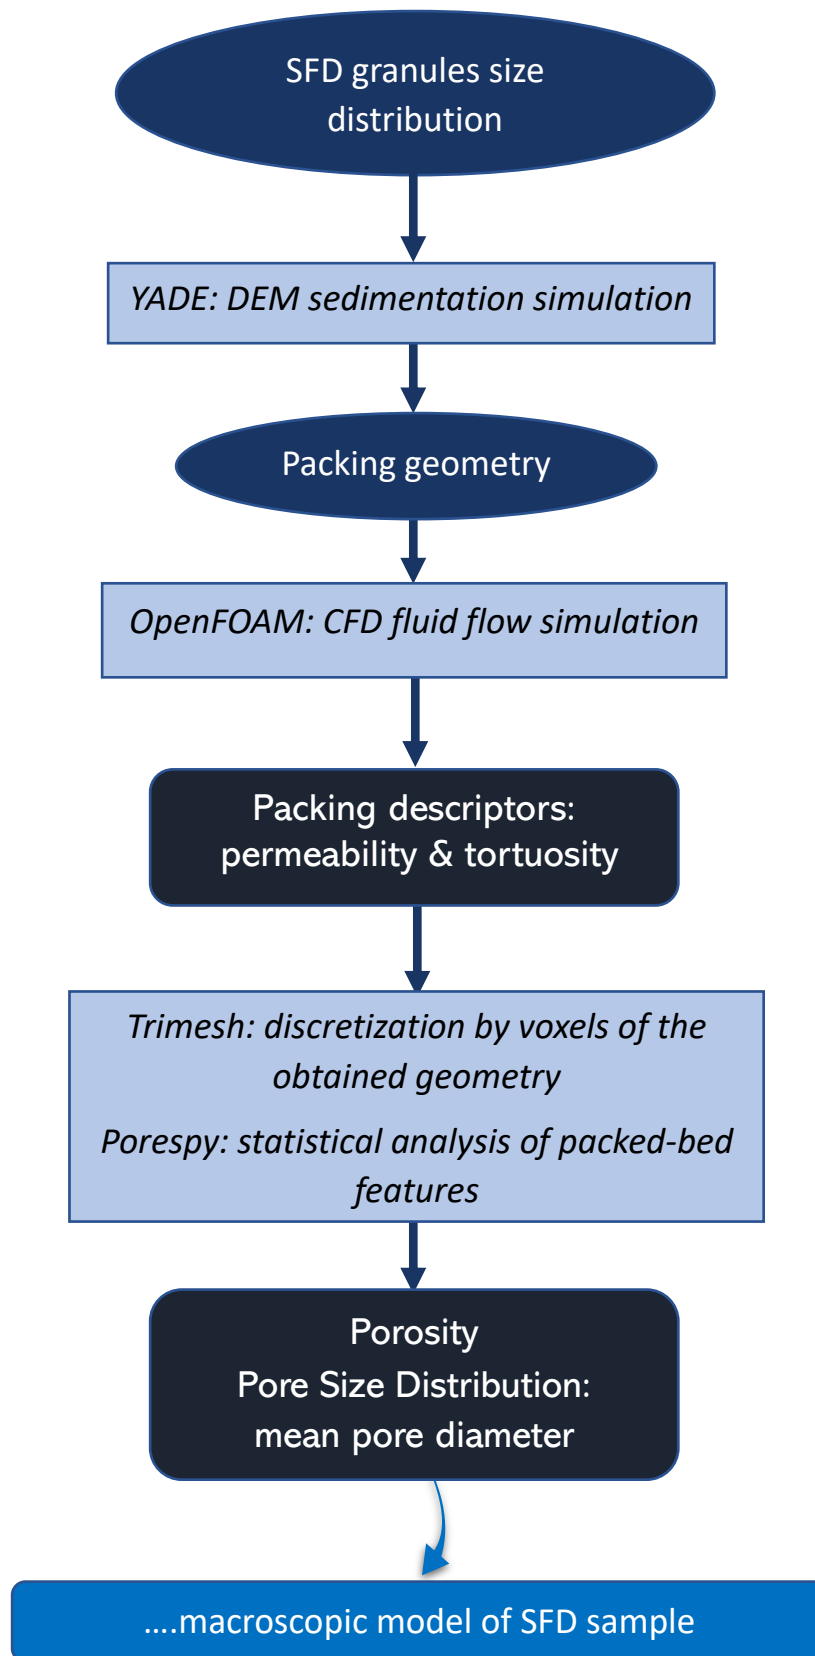 SFD granules size
distribution
YADE: DEM sedimentation simulation
Packing geometry
OpenFOAM: CFD fluid flow simulation
Packing descriptors:
permeability & tortuosity
Trimesh: discretization by voxels of the
obtained geometry
Porespy: statistical analysis of packed-bed
features
Porosity
Pore Size Distribution:
mean pore diameter
....macroscopic model of SFD sample